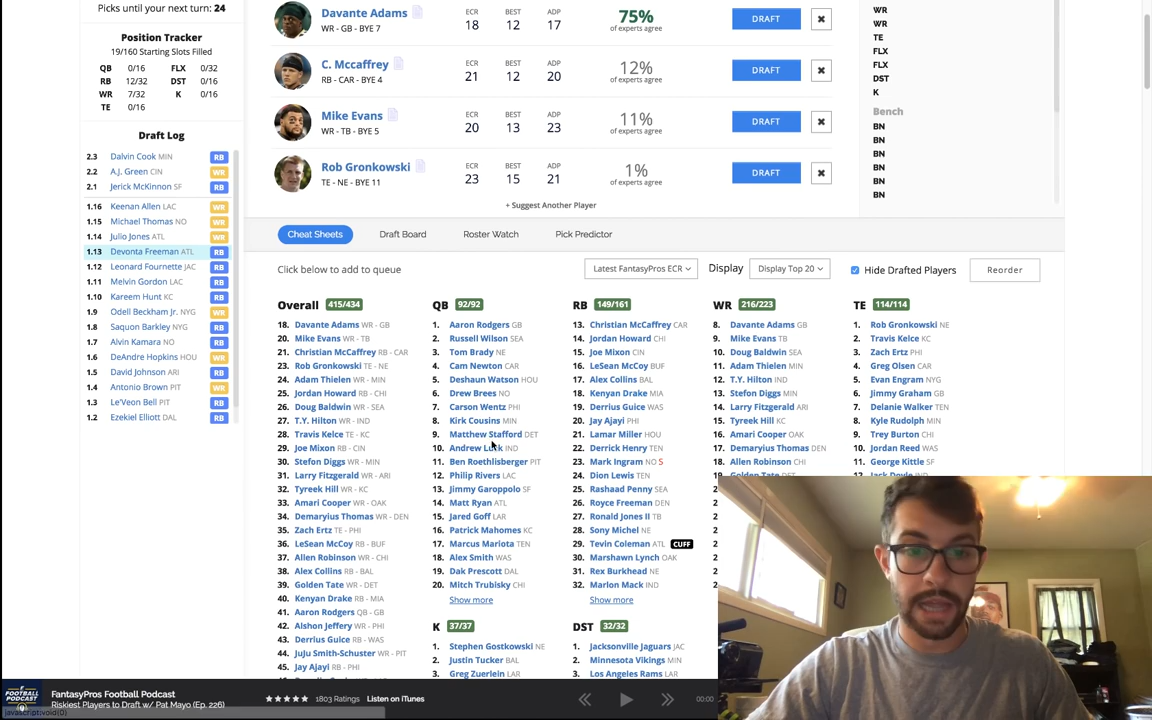 Picks until your next turn: 24
Position Tracker
19/160 Starting Slots Filled
QB 0/16 FLX 0/32
RB 12/32 DST 0/16
WR 7/32 K 0/16
TE 0/16
Draft Log
2.3 Dalvin Cook MIN RB
2.2 A.J. Green CIN WR
2.1 Jerick McKinnon SF RB
1.16 Keenan Allen LAC WR
1.15 Michael Thomas NO WR
1.14 Julio Jones ATL WR
1.13 Devonta Freeman ATL RB
1.12 Leonard Fournette JAC RB
1.11 Melvin Gordon LAC RB
1.10 Kareem Hunt KC RB
1.9 Odell Beckham Jr. NYG WR
1.8 Saquon Barkley NYG RB
1.7 Alvin Kamara NO RB
1.6 DeAndre Hopkins HOU WR
1.5 David Johnson ARI RB
1.4 Antonio Brown PIT WR
1.3 Le'Veon Bell PIT RB
1.2 Ezekiel Elliott DAL RB
Davante Adams
WR - GB - BYE 7
ECR BEST ADP
18 12 17
75%
of experts agree
DRAFT
C. Mccaffrey
RB - CAR - BYE 4
ECR BEST ADP
21 12 20
12%
of experts agree
DRAFT
Mike Evans
WR - TB - BYE 5
ECR BEST ADP
20 13 23
11%
of experts agree
DRAFT
Rob Gronkowski
TE - NE - BYE 11
ECR BEST ADP
23 15 21
1%
of experts agree
DRAFT
+ Suggest Another Player
WR
WR
TE
FLX
FLX
DST
K
Bench
BN
BN
BN
BN
BN
BN
Cheat Sheets Draft Board Roster Watch Pick Predictor
Click below to add to queue
Latest FantasyPros ECR Display Display Top 20 Hide Drafted Players Reorder
Overall 415/434
18. Davante Adams WR - GB
20. Mike Evans WR - TB
21. Christian McCaffrey RB - CAR
23. Rob Gronkowski TE - NE
24. Adam Thielen WR - MIN
25. Jordan Howard RB - CHI
26. Doug Baldwin WR - SEA
27. T.Y. Hilton WR - IND
28. Travis Kelce TE - KC
29. Joe Mixon RB - CIN
30. Stefon Diggs WR - MIN
31. Larry Fitzgerald WR - ARI
32. Tyreek Hill WR - KC
33. Amari Cooper WR - OAK
34. Demaryius Thomas WR - DEN
35. Zach Ertz TE - PHI
36. LeSean McCoy RB - BUF
37. Allen Robinson WR - CHI
38. Alex Collins RB - BAL
39. Golden Tate WR - DET
40. Kenyan Drake RB - MIA
41. Aaron Rodgers QB - GB
42. Alshon Jeffery WR - PHI
43. Derrius Guice RB - WAS
44. JuJu Smith-Schuster WR - PIT
45. Jay Ajayi RB - PHI
QB 92/92
1. Aaron Rodgers GB
2. Russell Wilson SEA
3. Tom Brady NE
4. Cam Newton CAR
5. Deshaun Watson HOU
6. Drew Brees NO
7. Carson Wentz PHI
8. Kirk Cousins MIN
9. Matthew Stafford DET
10. Andrew Luck IND
11. Ben Roethlisberger PIT
12. Philip Rivers LAC
13. Jimmy Garoppolo SF
14. Matt Ryan ATL
15. Jared Goff LAR
16. Patrick Mahomes KC
17. Marcus Mariota TEN
18. Alex Smith WAS
19. Dak Prescott DAL
20. Mitch Trubisky CHI
Show more
RB 149/161
13. Christian McCaffrey CAR
14. Jordan Howard CHI
15. Joe Mixon CIN
16. LeSean McCoy BUF
17. Alex Collins BAL
18. Kenyan Drake MIA
19. Derrius Guice WAS
20. Jay Ajayi PHI
21. Lamar Miller HOU
22. Derrick Henry TEN
23. Mark Ingram NO S
24. Dion Lewis TEN
25. Rashaad Penny SEA
26. Royce Freeman DEN
27. Ronald Jones II TB
28. Sony Michel NE
29. Tevin Coleman ATL CUFF
30. Marshawn Lynch OAK
31. Rex Burkhead NE
32. Marlon Mack IND
Show more
WR 216/223
8. Davante Adams GB
9. Mike Evans TB
10. Doug Baldwin SEA
11. Adam Thielen MIN
12. T.Y. Hilton IND
13. Stefon Diggs MIN
14. Larry Fitzgerald ARI
15. Tyreek Hill KC
16. Amari Cooper OAK
17. Demaryius Thomas DEN
18. Allen Robinson CHI
19. Golden Tate DET
TE 114/114
1. Rob Gronkowski NE
2. Travis Kelce KC
3. Zach Ertz PHI
4. Greg Olsen CAR
5. Evan Engram NYG
6. Jimmy Graham GB
7. Delanie Walker TEN
8. Kyle Rudolph MIN
9. Trey Burton CHI
10. Jordan Reed WAS
11. George Kittle SF
K 37/37
1. Stephen Gostkowski NE
2. Justin Tucker BAL
3. Greg Zuerlein LAR
DST 32/32
1. Jacksonville Jaguars JAC
2. Minnesota Vikings MIN
3. Los Angeles Rams LAR
FOOTBALL PODCAST
FantasyPros Football Podcast
Riskiest Players to Draft w/ Pat Mayo (Ep. 226)
1803 Ratings Listen on iTunes
00:00
javascript:void(0)